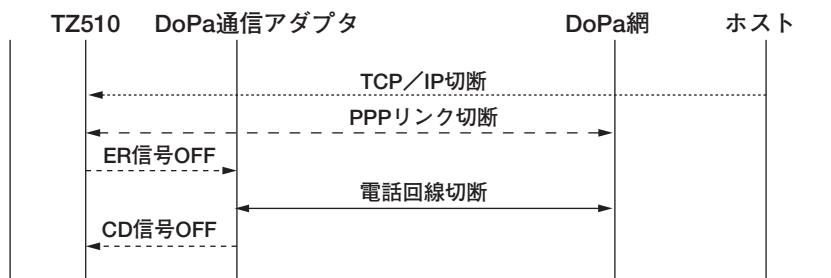 TZ510 DoPa通信アダプタ DoPa網 ホスト
TCP／IP切断
PPPリンク切断
ER信号OFF
電話回線切断
CD信号OFF